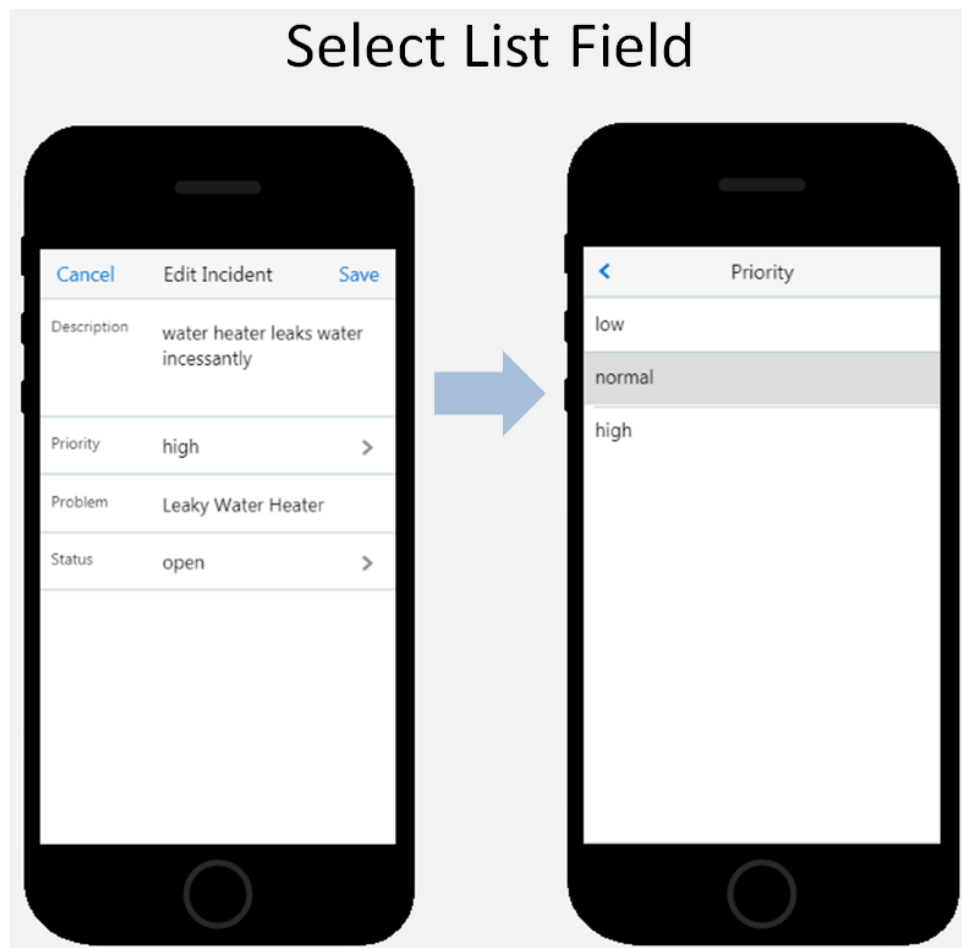 Select List Field
Cancel Edit Incident Save
Description water heater leaks water
incessantly
Priority high >
Problem Leaky Water Heater
Status open >
< Priority
low
normal
high